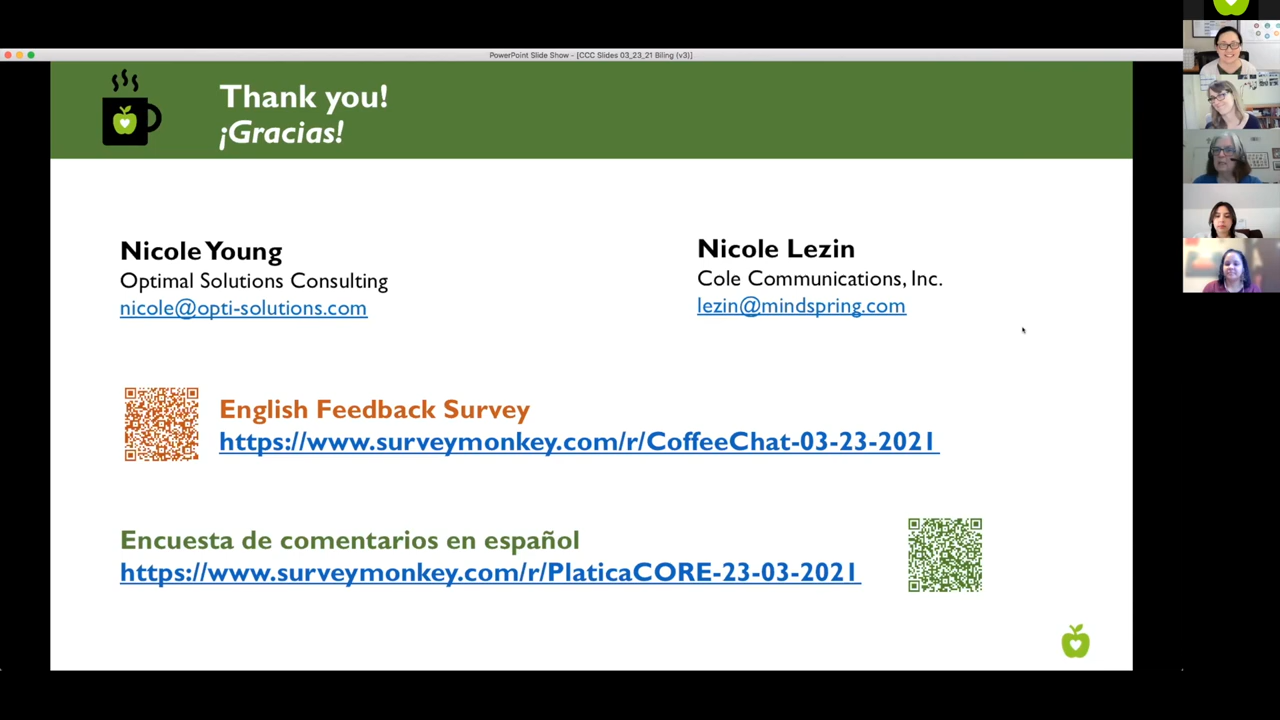 PowerPoint Slide Show - [CCC Slides 03_23_21 Biling (v3)]
Thank you!
¡Gracias!
Nicole Young
Optimal Solutions Consulting
nicole@opti-solutions.com
Nicole Lezin
Cole Communications, Inc.
lezin@mindspring.com
English Feedback Survey
https://www.surveymonkey.com/r/CoffeeChat-03-23-2021
Encuesta de comentarios en español
https://www.surveymonkey.com/r/PlaticaCORE-23-03-2021